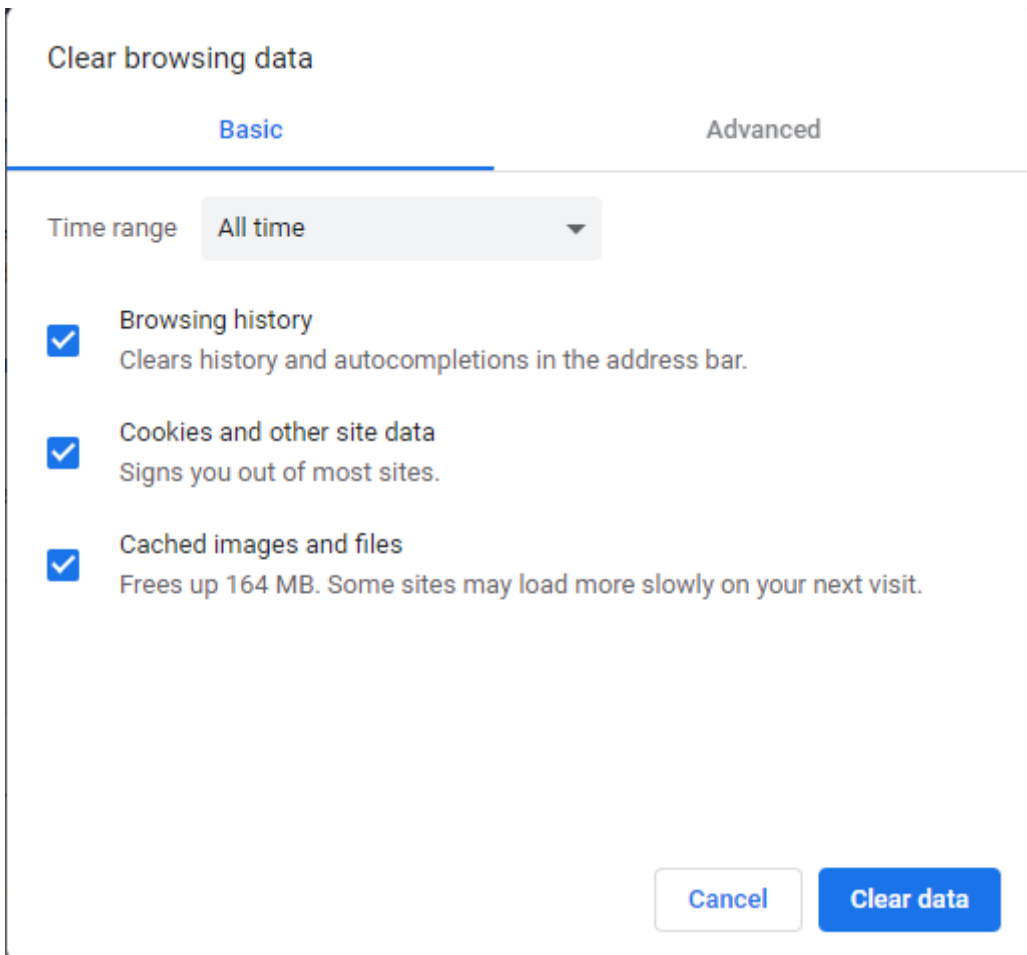 Clear browsing data
Basic
Advanced
Time range
All time
Browsing history
Clears history and autocompletions in the address bar.
Cookies and other site data
Signs you out of most sites.
Cached images and files
Frees up 164 MB. Some sites may load more slowly on your next visit.
Cancel
Clear data